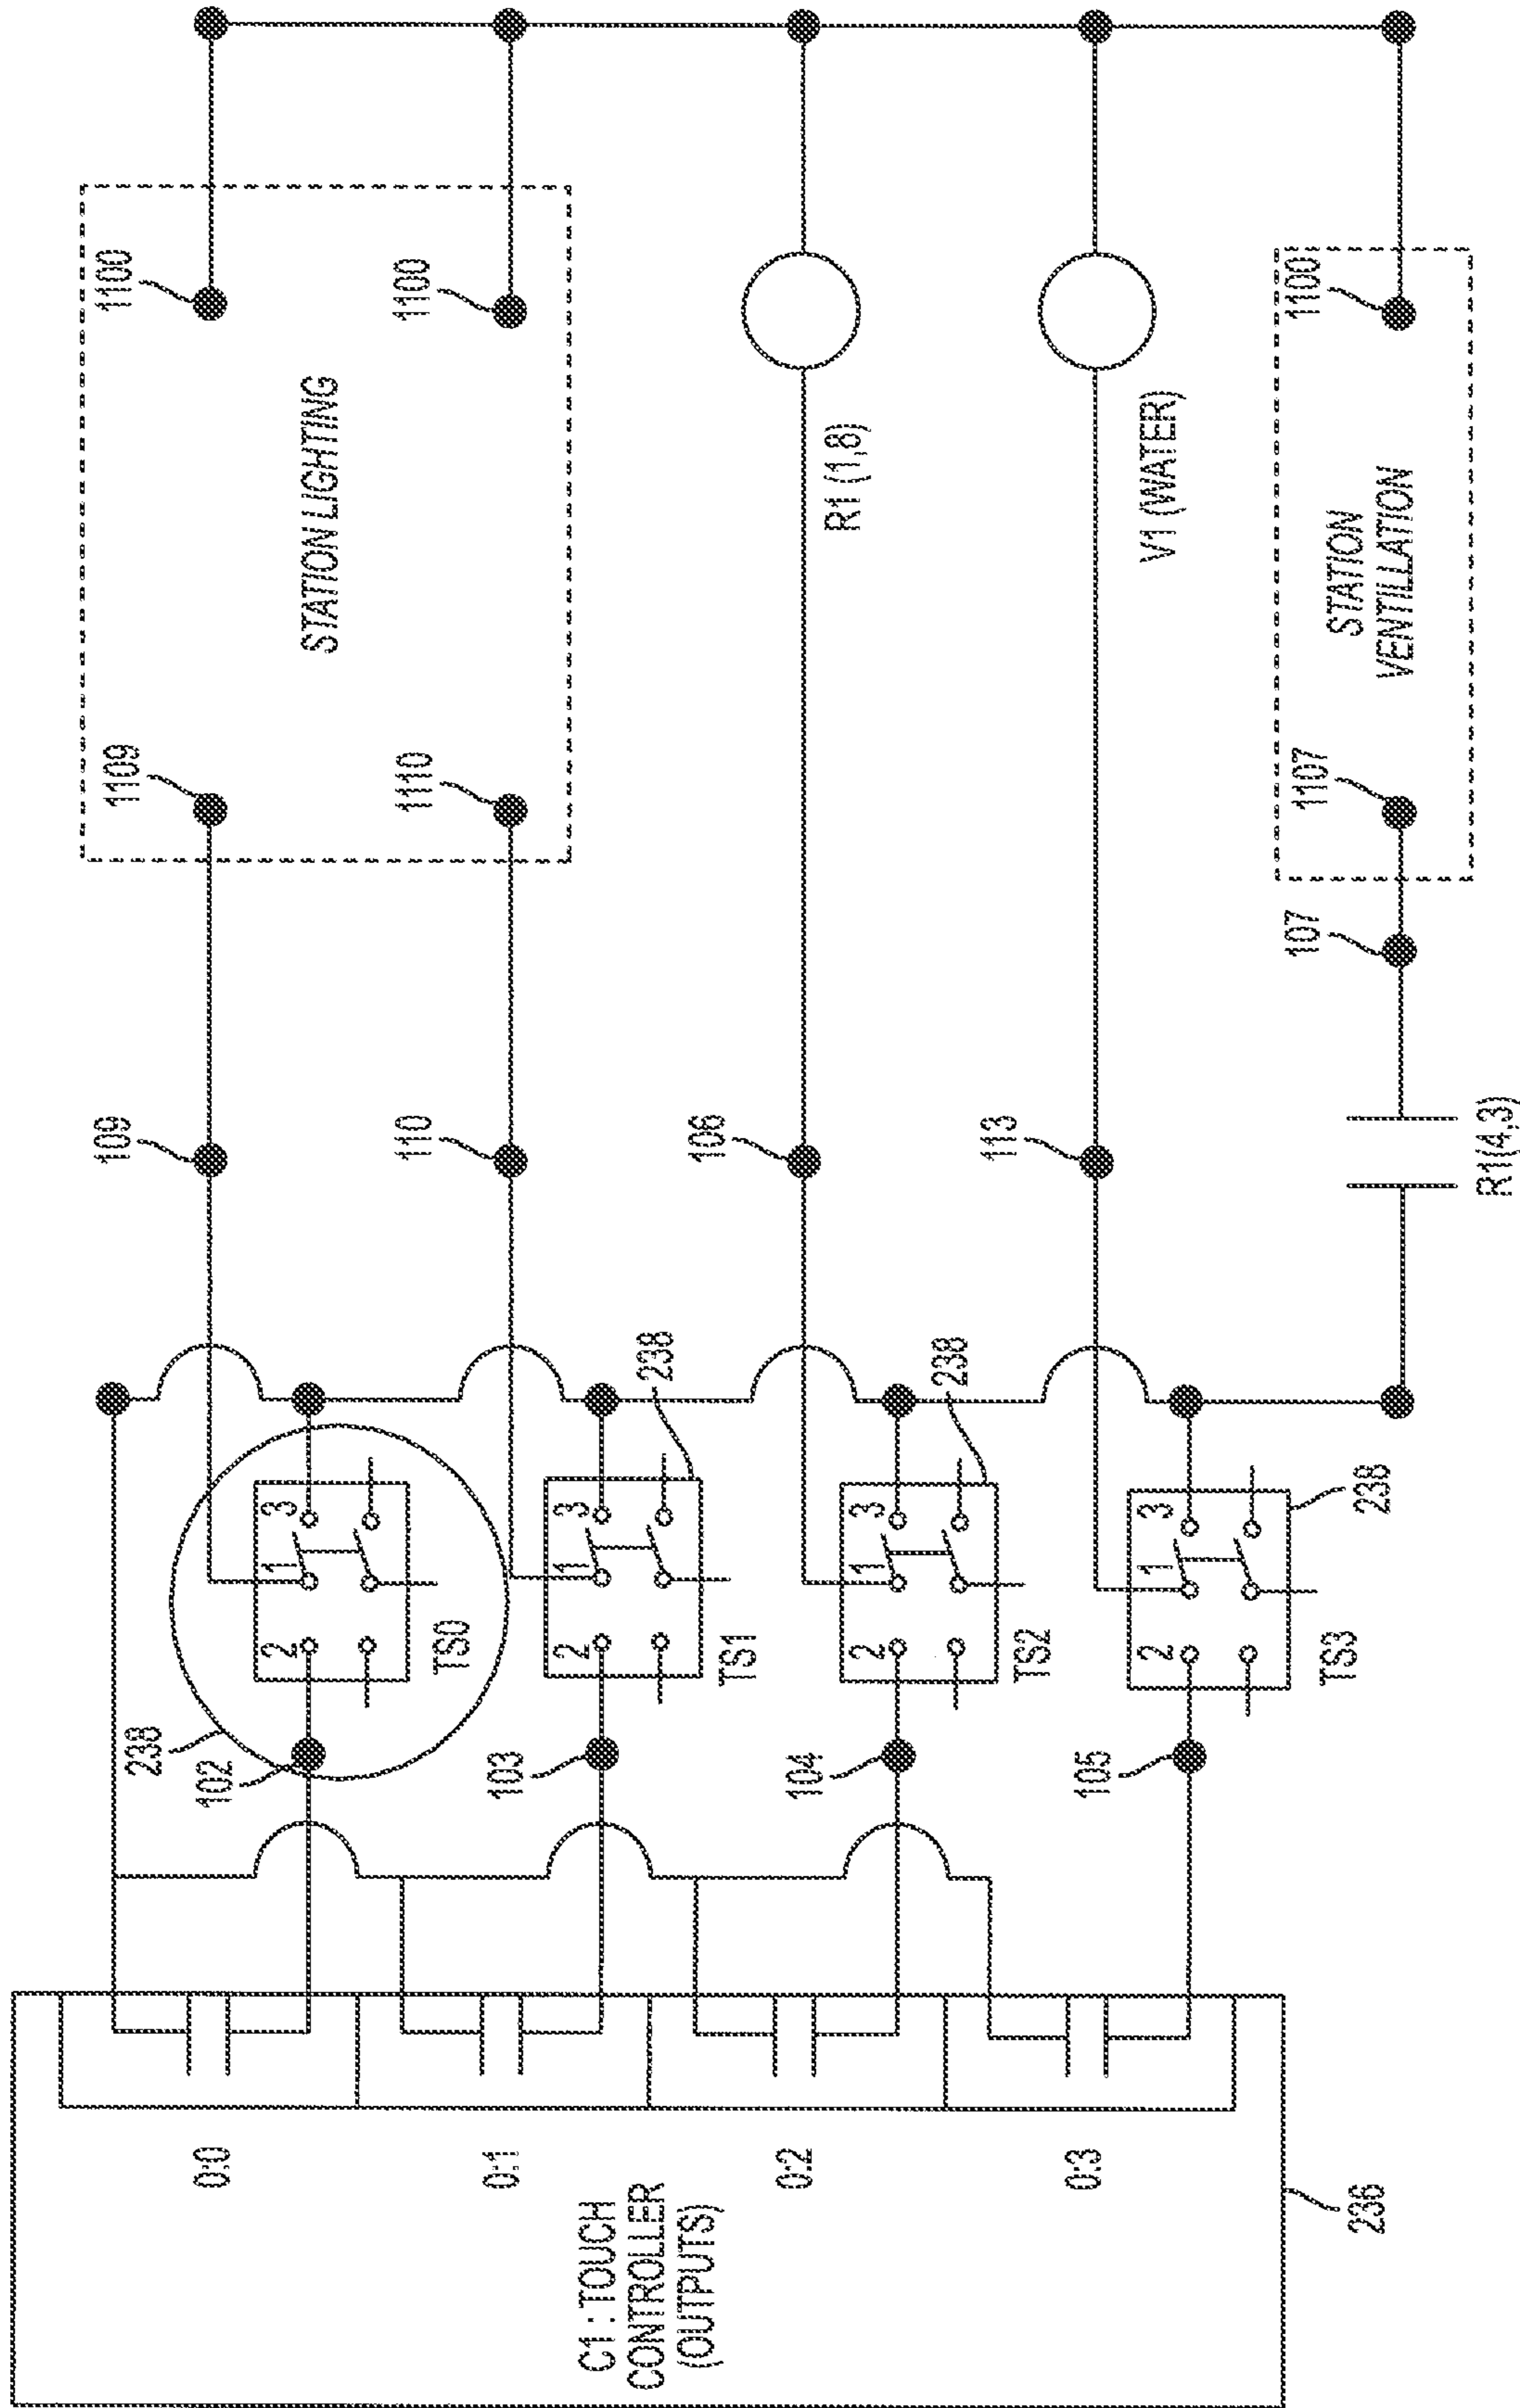 C1 : TOUCH
CONTROLLER
(OUTPUTS)
236
0:0
0:1
0:2
0:3
238
102
103
104
105
2 1 3
TS0
2 1 3
TS1
238
2 1 3
TS2
238
2 1 3
TS3
238
109
110
106
113
R1(4,3)
107
1109
1110
STATION LIGHTING
1100
1100
R1 (1,8)
V1 (WATER)
1107
STATION
VENTILLATION
1100